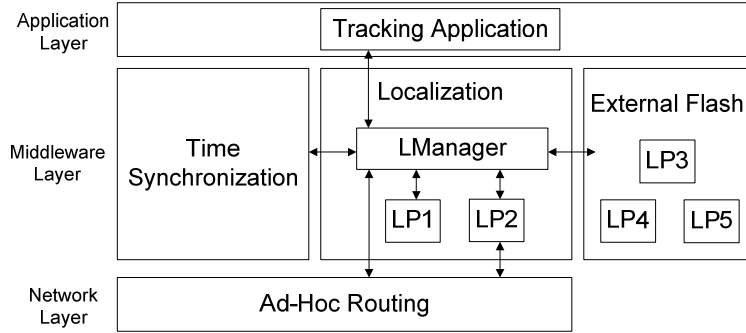 Application
Layer
Tracking Application
Middleware
Layer
Time
Synchronization
Localization
LManager
LP1
LP2
External Flash
LP3
LP4
LP5
Network
Layer
Ad-Hoc Routing